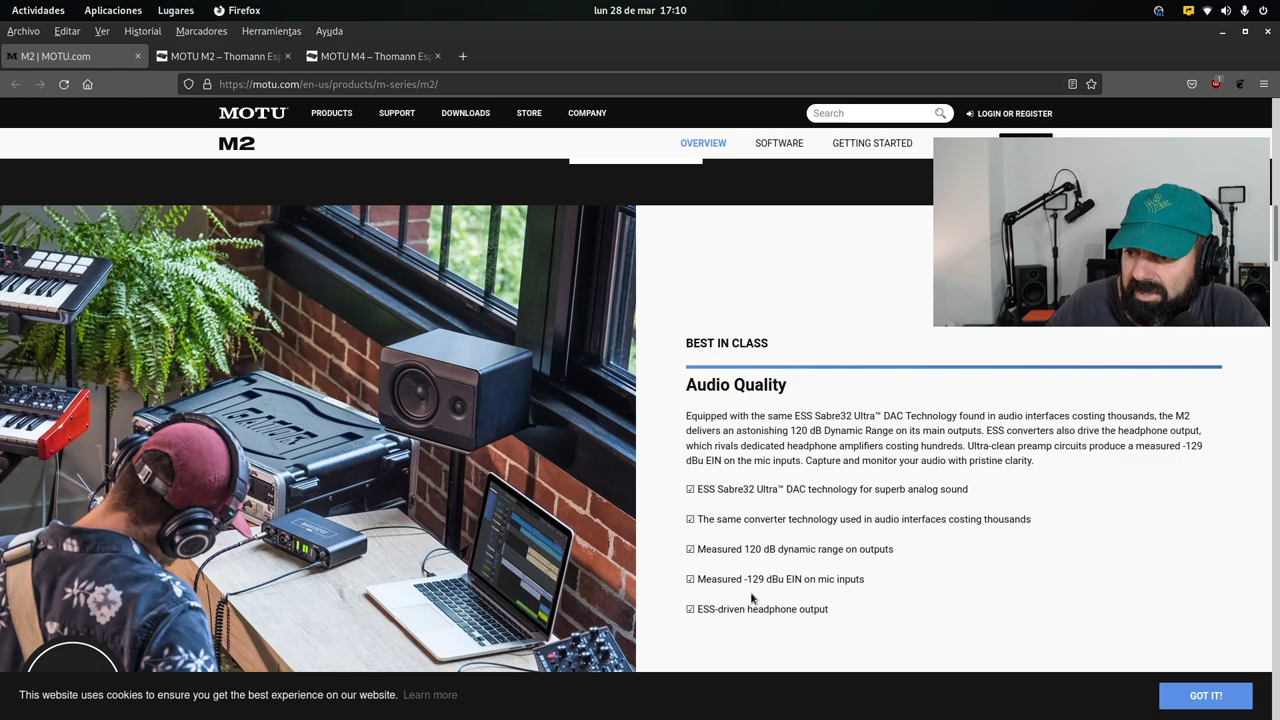 Actividades Aplicaciones Lugares Firefox lun 28 de mar 17:10
Archivo Editar Ver Historial Marcadores Herramientas Ayuda
M2 | MOTU.com MOTU M2 – Thomann Esp MOTU M4 – Thomann Esp
https://motu.com/en-us/products/m-series/m2/
MOTU PRODUCTS SUPPORT DOWNLOADS STORE COMPANY Search LOGIN OR REGISTER
M2 OVERVIEW SOFTWARE GETTING STARTED
BEST IN CLASS
Audio Quality
Equipped with the same ESS Sabre32 Ultra™ DAC Technology found in audio interfaces costing thousands, the M2
delivers an astonishing 120 dB Dynamic Range on its main outputs. ESS converters also drive the headphone output,
which rivals dedicated headphone amplifiers costing hundreds. Ultra-clean preamp circuits produce a measured -129
dBu EIN on the mic inputs. Capture and monitor your audio with pristine clarity.
☑ ESS Sabre32 Ultra™ DAC technology for superb analog sound
☑ The same converter technology used in audio interfaces costing thousands
☑ Measured 120 dB dynamic range on outputs
☑ Measured -129 dBu EIN on mic inputs
☑ ESS-driven headphone output
This website uses cookies to ensure you get the best experience on our website. Learn more
GOT IT!